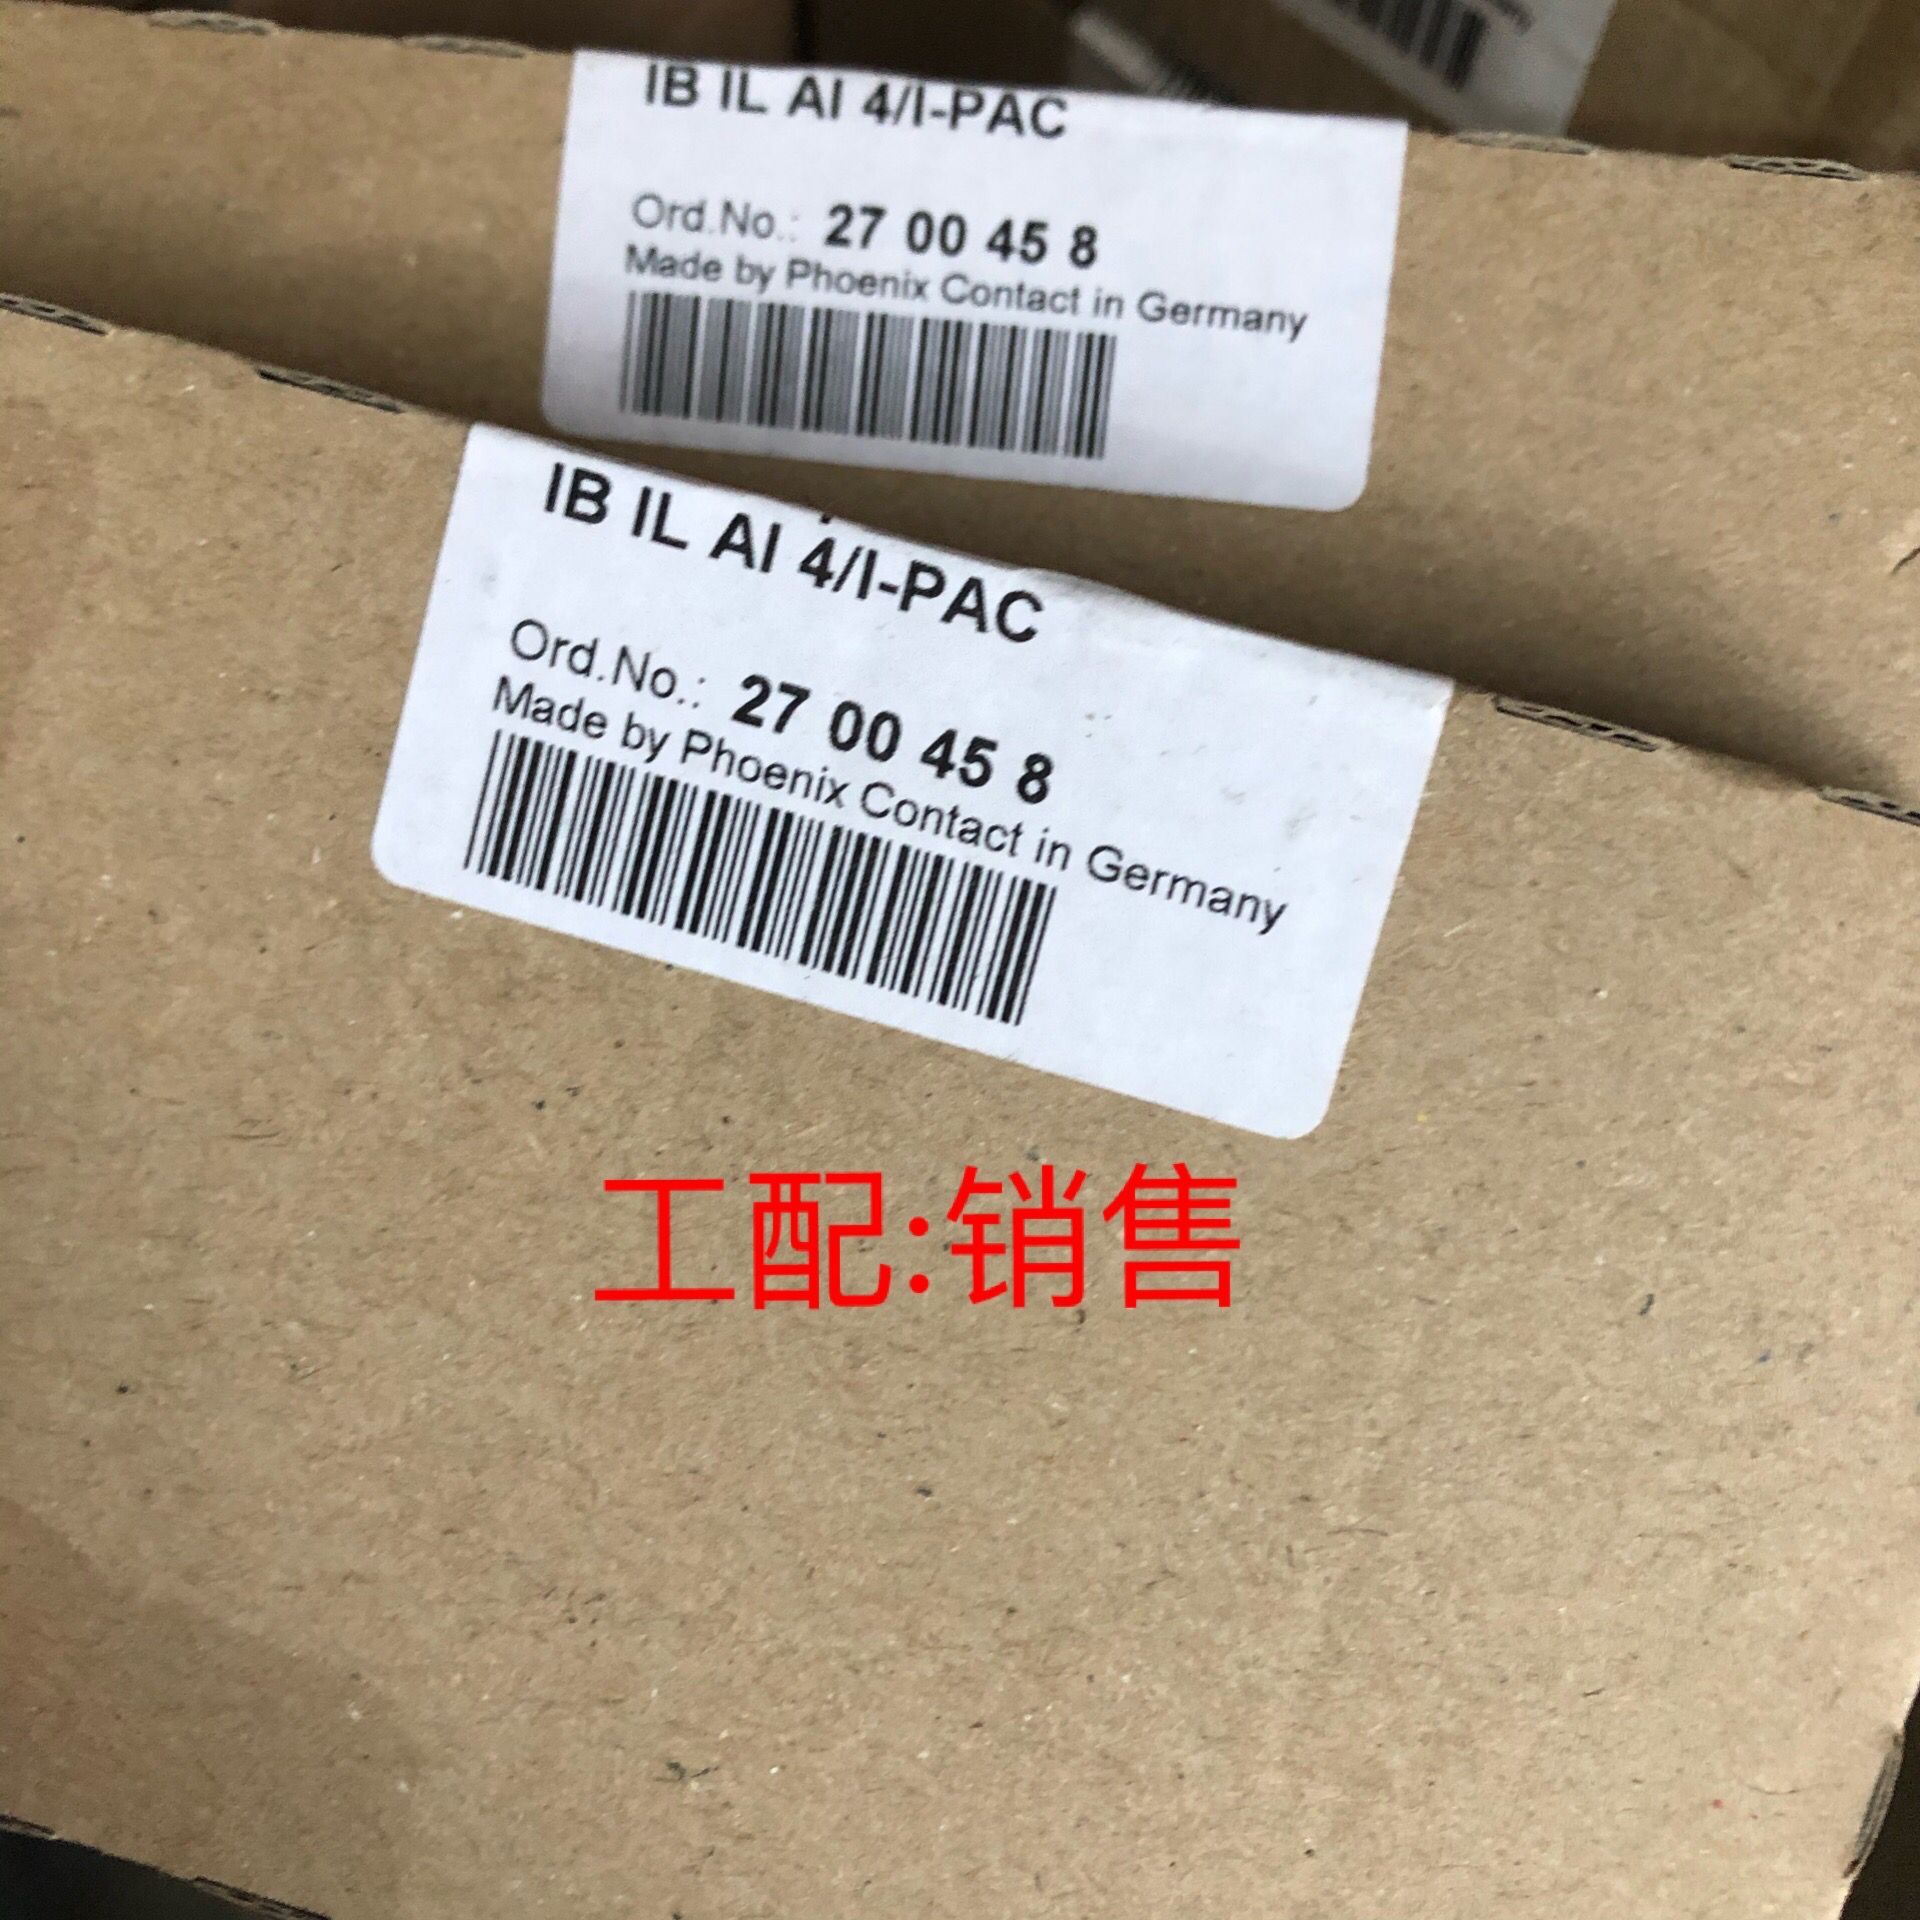 IB IL AI 4/I-PAC
Ord.No.: 27 00 45 8
Made by Phoenix Contact in Germany
IB IL AI 4/I-PAC
Ord.No.: 27 00 45 8
Made by Phoenix Contact in Germany
工配:销售